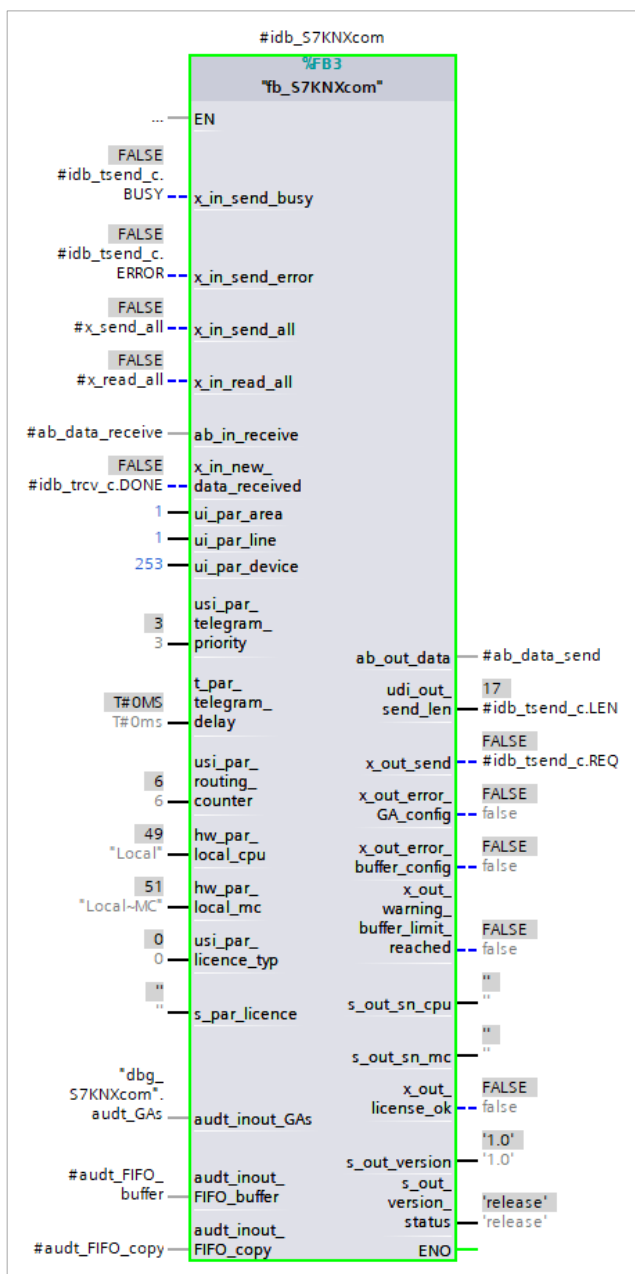 #idb_S7KNXcom
%FB3
"fb_S7KNXcom"
... EN
FALSE
#idb_tsend_c.
BUSY x_in_send_busy
FALSE
#idb_tsend_c.
ERROR x_in_send_error
FALSE
#x_send_all x_in_send_all
FALSE
#x_read_all x_in_read_all
#ab_data_receive ab_in_receive
FALSE x_in_new_
#idb_trcv_c.DONE data_received
1 ui_par_area
1 ui_par_line
253 ui_par_device
usi_par_
3 telegram_
3 priority
t_par_
T#0MS telegram_
T#0ms delay
usi_par_
6 routing_
6 counter
49 hw_par_
"Local" local_cpu
51 hw_par_
"Local~MC" local_mc
0 usi_par_
0 licence_typ
''
'' s_par_licence
"dbg_
S7KNXcom".
audt_GAs audt_inout_GAs
#audt_FIFO_ audt_inout_
buffer FIFO_buffer
audt_inout_
#audt_FIFO_copy FIFO_copy
ab_out_data #ab_data_send
udi_out_ 17
send_len #idb_tsend_c.LEN
FALSE
x_out_send #idb_tsend_c.REQ
x_out_error_ FALSE
GA_config false
x_out_error_ FALSE
buffer_config false
x_out_
warning_
buffer_limit_ FALSE
reached false
''
s_out_sn_cpu ''
''
s_out_sn_mc ''
x_out_ FALSE
license_ok false
'1.0'
s_out_version '1.0'
s_out_
version_ 'release'
status 'release'
ENO